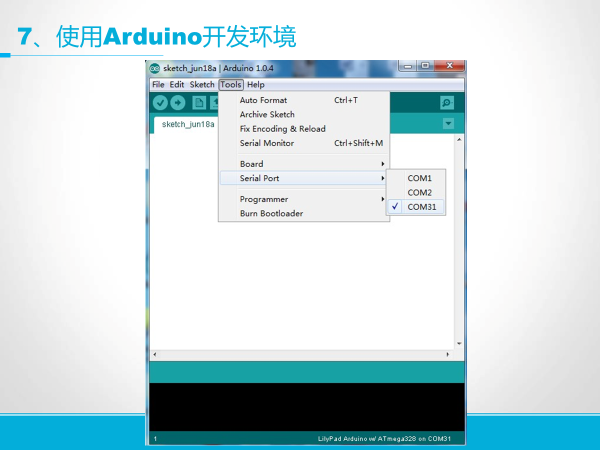 7、使用Arduino开发环境
sketch_jun18a | Arduino 1.0.4
File Edit Sketch Tools Help
sketch_jun18a
Auto Format Ctrl+T
Archive Sketch
Fix Encoding & Reload
Serial Monitor Ctrl+Shift+M
Board
Serial Port
COM1
COM2
COM31
Programmer
Burn Bootloader
1 LilyPad Arduino w/ ATmega328 on COM31